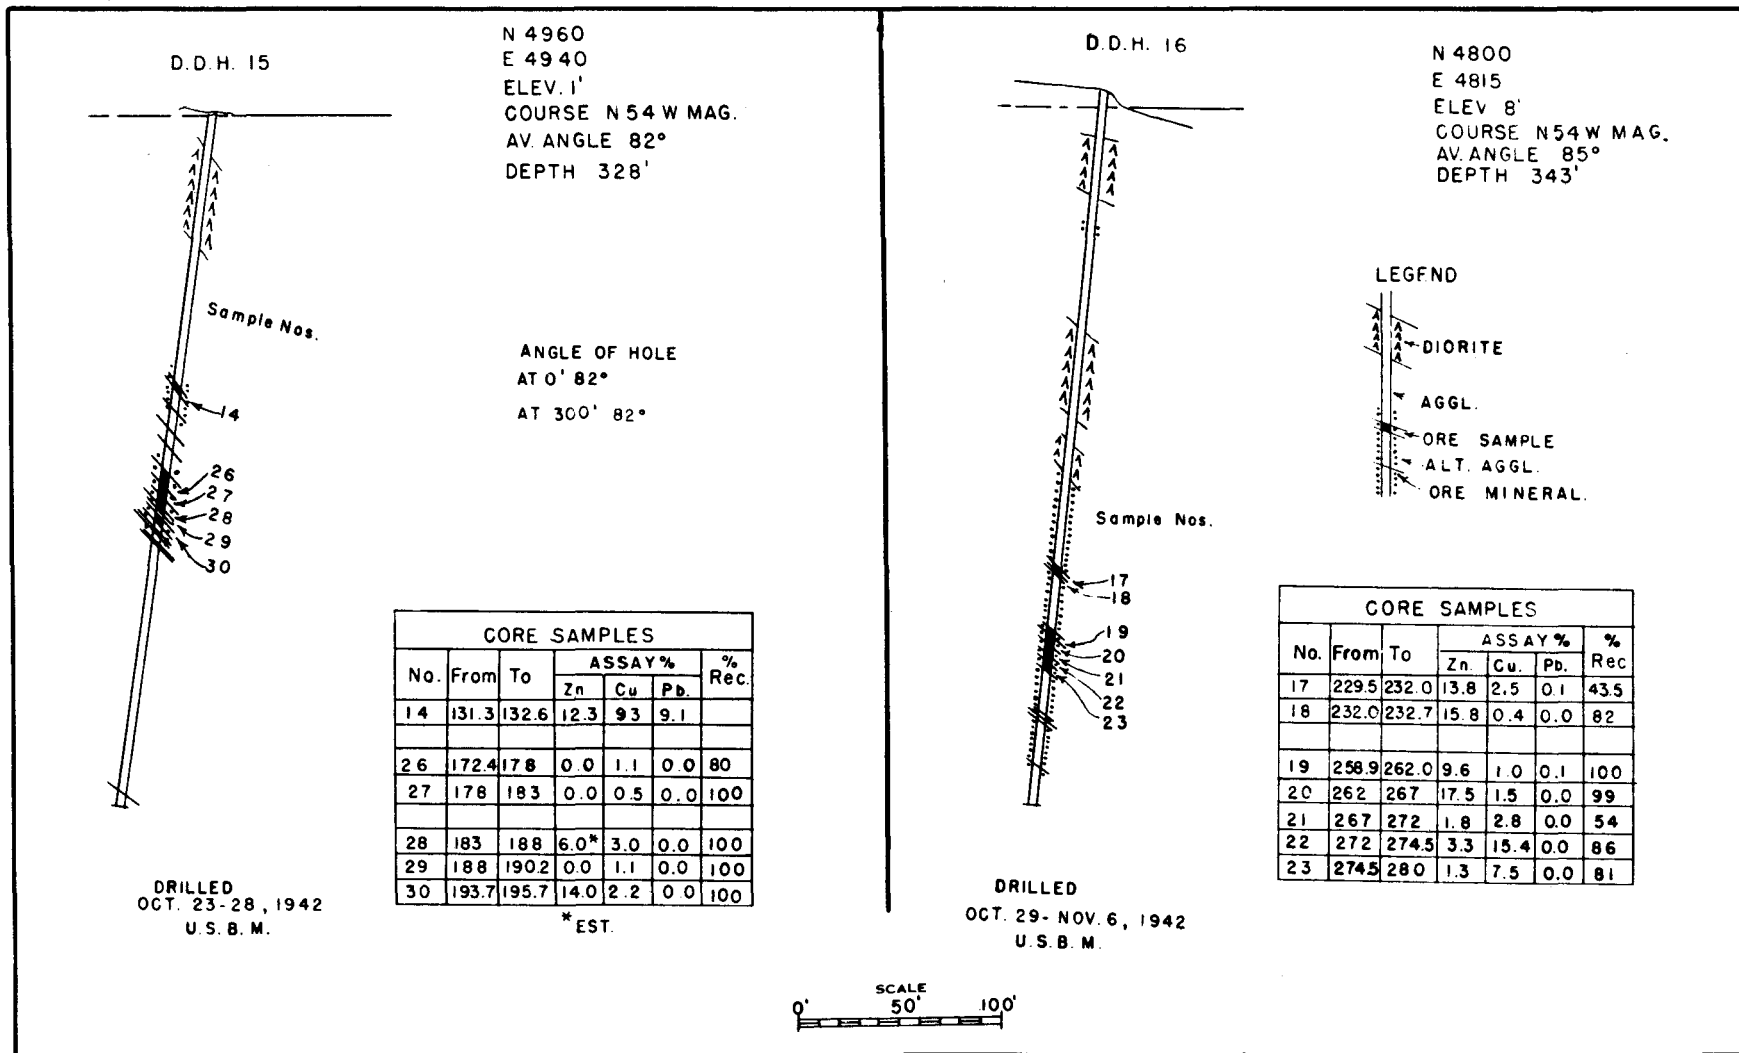 D.D.H. 15
N 4960
E 4940
ELEV. 1'
COURSE N 54 W MAG.
AV. ANGLE 82°
DEPTH 328'
Sample Nos.
ANGLE OF HOLE
AT 0' 82°
AT 300' 82°
14
26
27
28
29
30
CORE SAMPLES
No. From To ASSAY % % Rec.
Zn Cu Pb.
14 131.3 132.6 12.3 93 9.1
26 172.4 178 0.0 1.1 0.0 80
27 178 183 0.0 0.5 0.0 100
28 183 188 6.0* 3.0 0.0 100
29 188 190.2 0.0 1.1 0.0 100
30 193.7 195.7 14.0 2.2 0.0 100
*EST.
DRILLED
OCT. 23-28, 1942
U.S.B.M.
D.D.H. 16
N 4800
E 4815
ELEV 8'
COURSE N 54 W MAG.
AV. ANGLE 85°
DEPTH 343'
LEGEND
DIORITE
AGGL.
ORE SAMPLE
ALT. AGGL.
ORE MINERAL.
Sample Nos.
17
18
19
20
21
22
23
CORE SAMPLES
No. From To ASSAY % % Rec
Zn. Cu. Pb.
17 229.5 232.0 13.8 2.5 0.1 43.5
18 232.0 232.7 15.8 0.4 0.0 82
19 258.9 262.0 9.6 1.0 0.1 100
20 262 267 17.5 1.5 0.0 99
21 267 272 1.8 2.8 0.0 54
22 272 274.5 3.3 15.4 0.0 86
23 274.5 280 1.3 7.5 0.0 81
DRILLED
OCT. 29- NOV. 6, 1942
U.S.B.M.
SCALE
0' 50' 100'